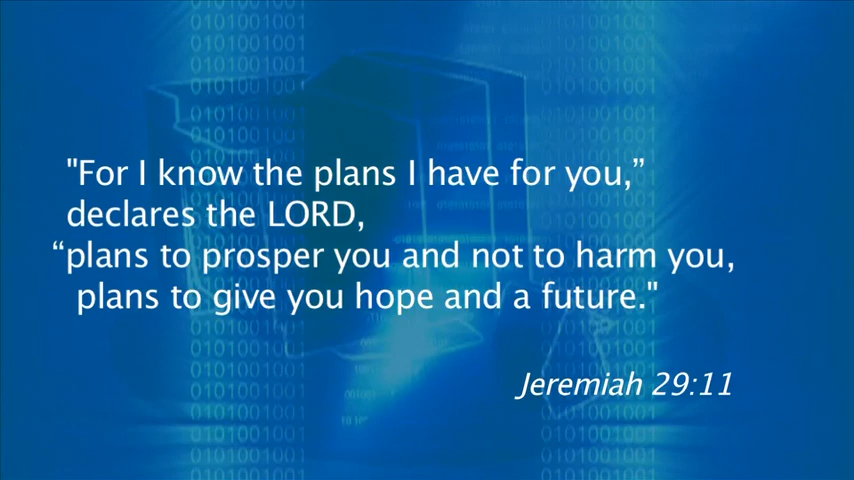 "For I know the plans I have for you,”
declares the LORD,
“plans to prosper you and not to harm you,
plans to give you hope and a future."
Jeremiah 29:11